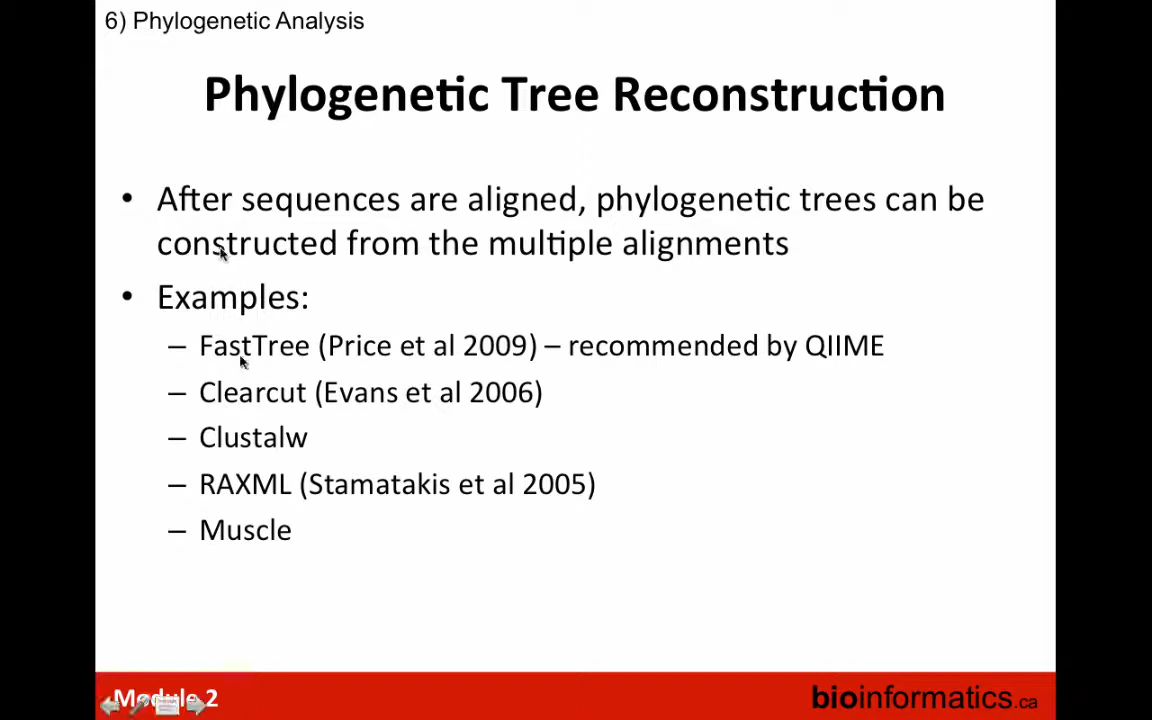 6) Phylogenetic Analysis
Phylogenetic Tree Reconstruction
• After sequences are aligned, phylogenetic trees can be
constructed from the multiple alignments
• Examples:
– FastTree (Price et al 2009) – recommended by QIIME
– Clearcut (Evans et al 2006)
– Clustalw
– RAXML (Stamatakis et al 2005)
– Muscle
Module 2
bioinformatics.ca